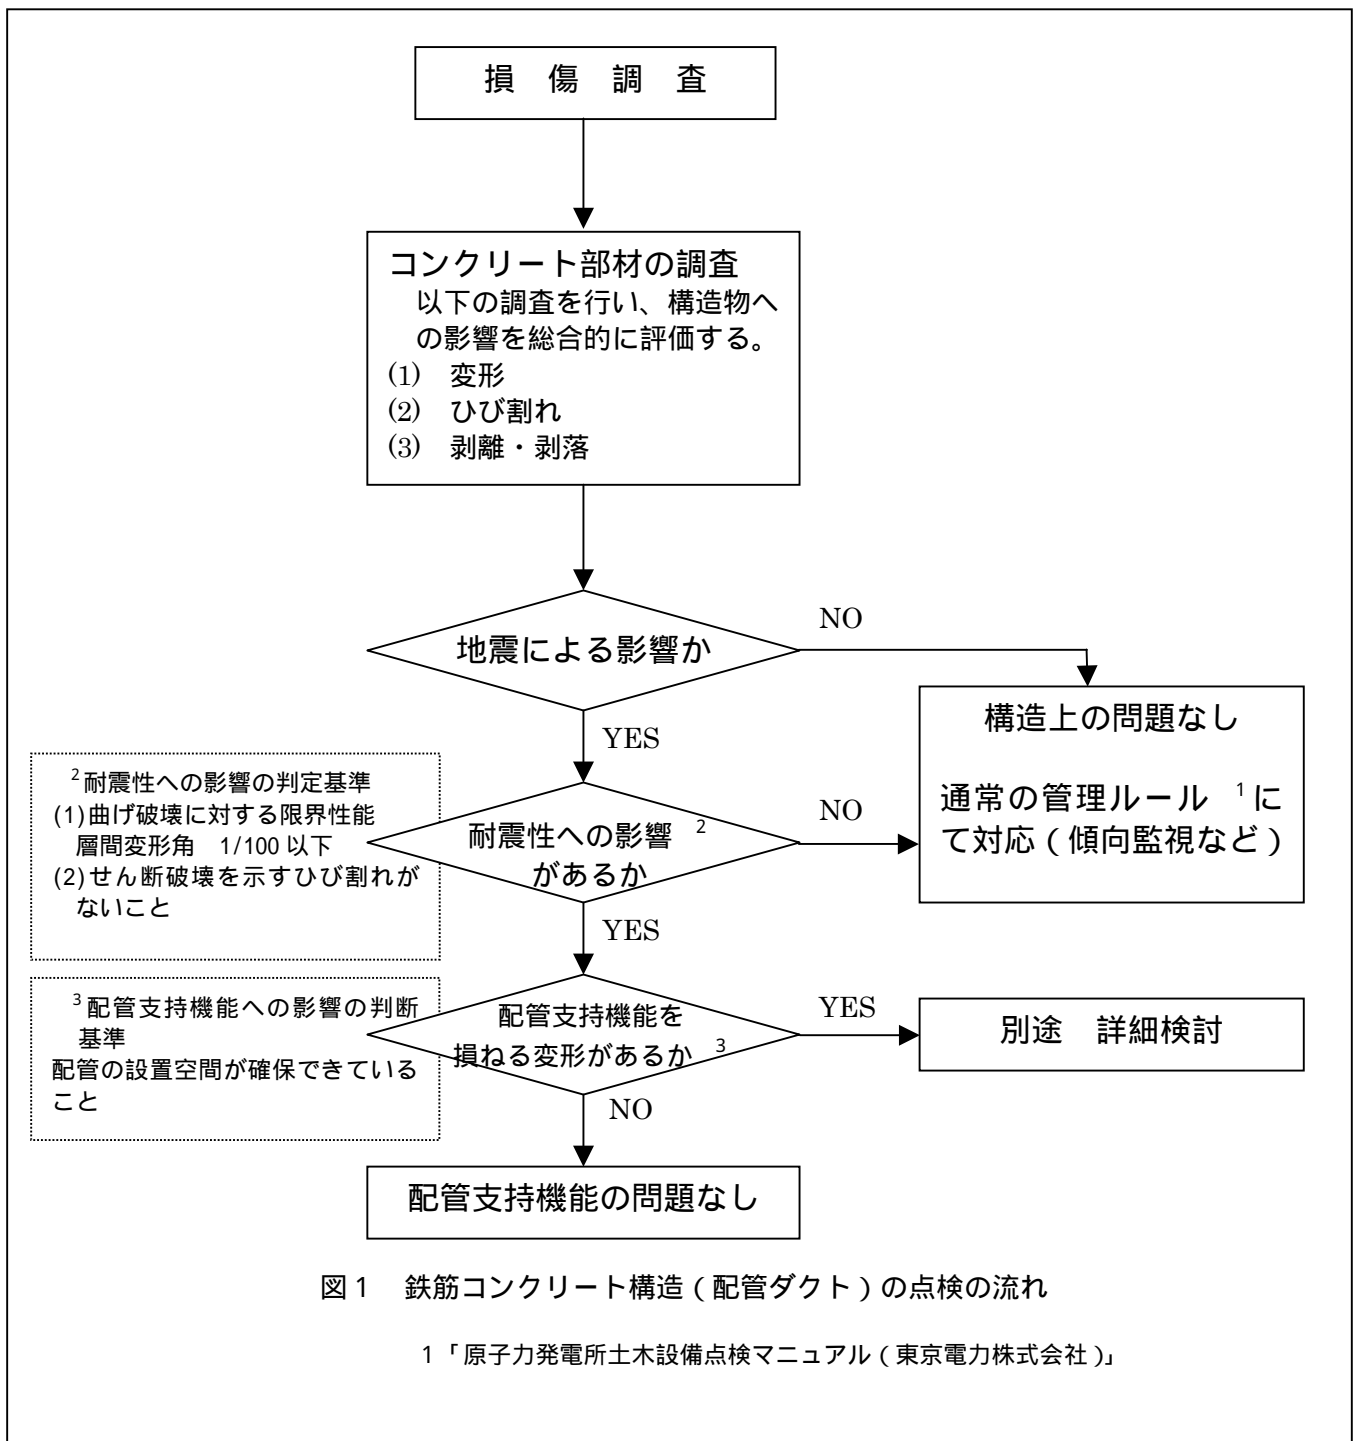 損 傷 調 査
コンクリート部材の調査
以下の調査を行い、構造物へ
の影響を総合的に評価する。
(1) 変形
(2) ひび割れ
(3) 剥離・剥落
地震による影響か
NO
YES
構造上の問題なし
通常の管理ルール 1 に
て対応(傾向監視など)
2 耐震性への影響の判定基準
(1)曲げ破壊に対する限界性能
層間変形角 1/100 以下
(2)せん断破壊を示すひび割れが
ないこと
耐震性への影響 2
があるか
NO
YES
3 配管支持機能への影響の判断
基準
配管の設置空間が確保できている
こと
配管支持機能を
損ねる変形があるか 3
YES
別途 詳細検討
NO
配管支持機能の問題なし
図1 鉄筋コンクリート構造(配管ダクト)の点検の流れ
1「原子力発電所土木設備点検マニュアル(東京電力株式会社)」